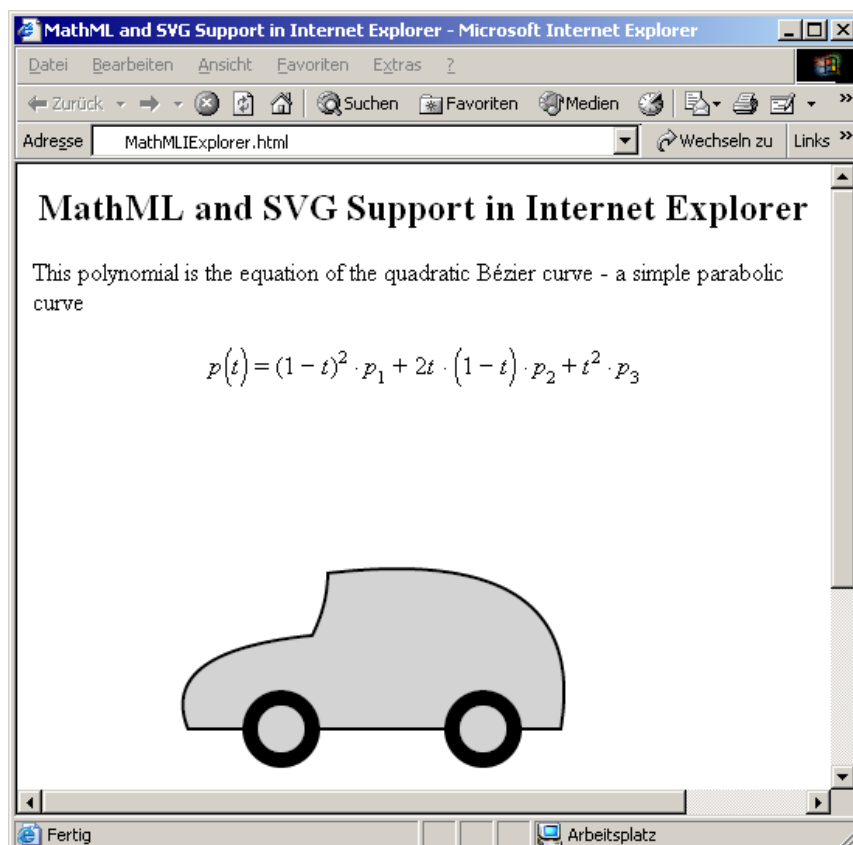 MathML and SVG Support in Internet Explorer - Microsoft Internet Explorer
Datei Bearbeiten Ansicht Favoriten Extras ?
Zurück Suchen Favoriten Medien »
Adresse MathMLIExplorer.html Wechseln zu Links »
MathML and SVG Support in Internet Explorer
This polynomial is the equation of the quadratic Bézier curve - a simple parabolic
curve
p(t) = (1 − t)² · p₁ + 2t · (1 − t) · p₂ + t² · p₃
Fertig Arbeitsplatz